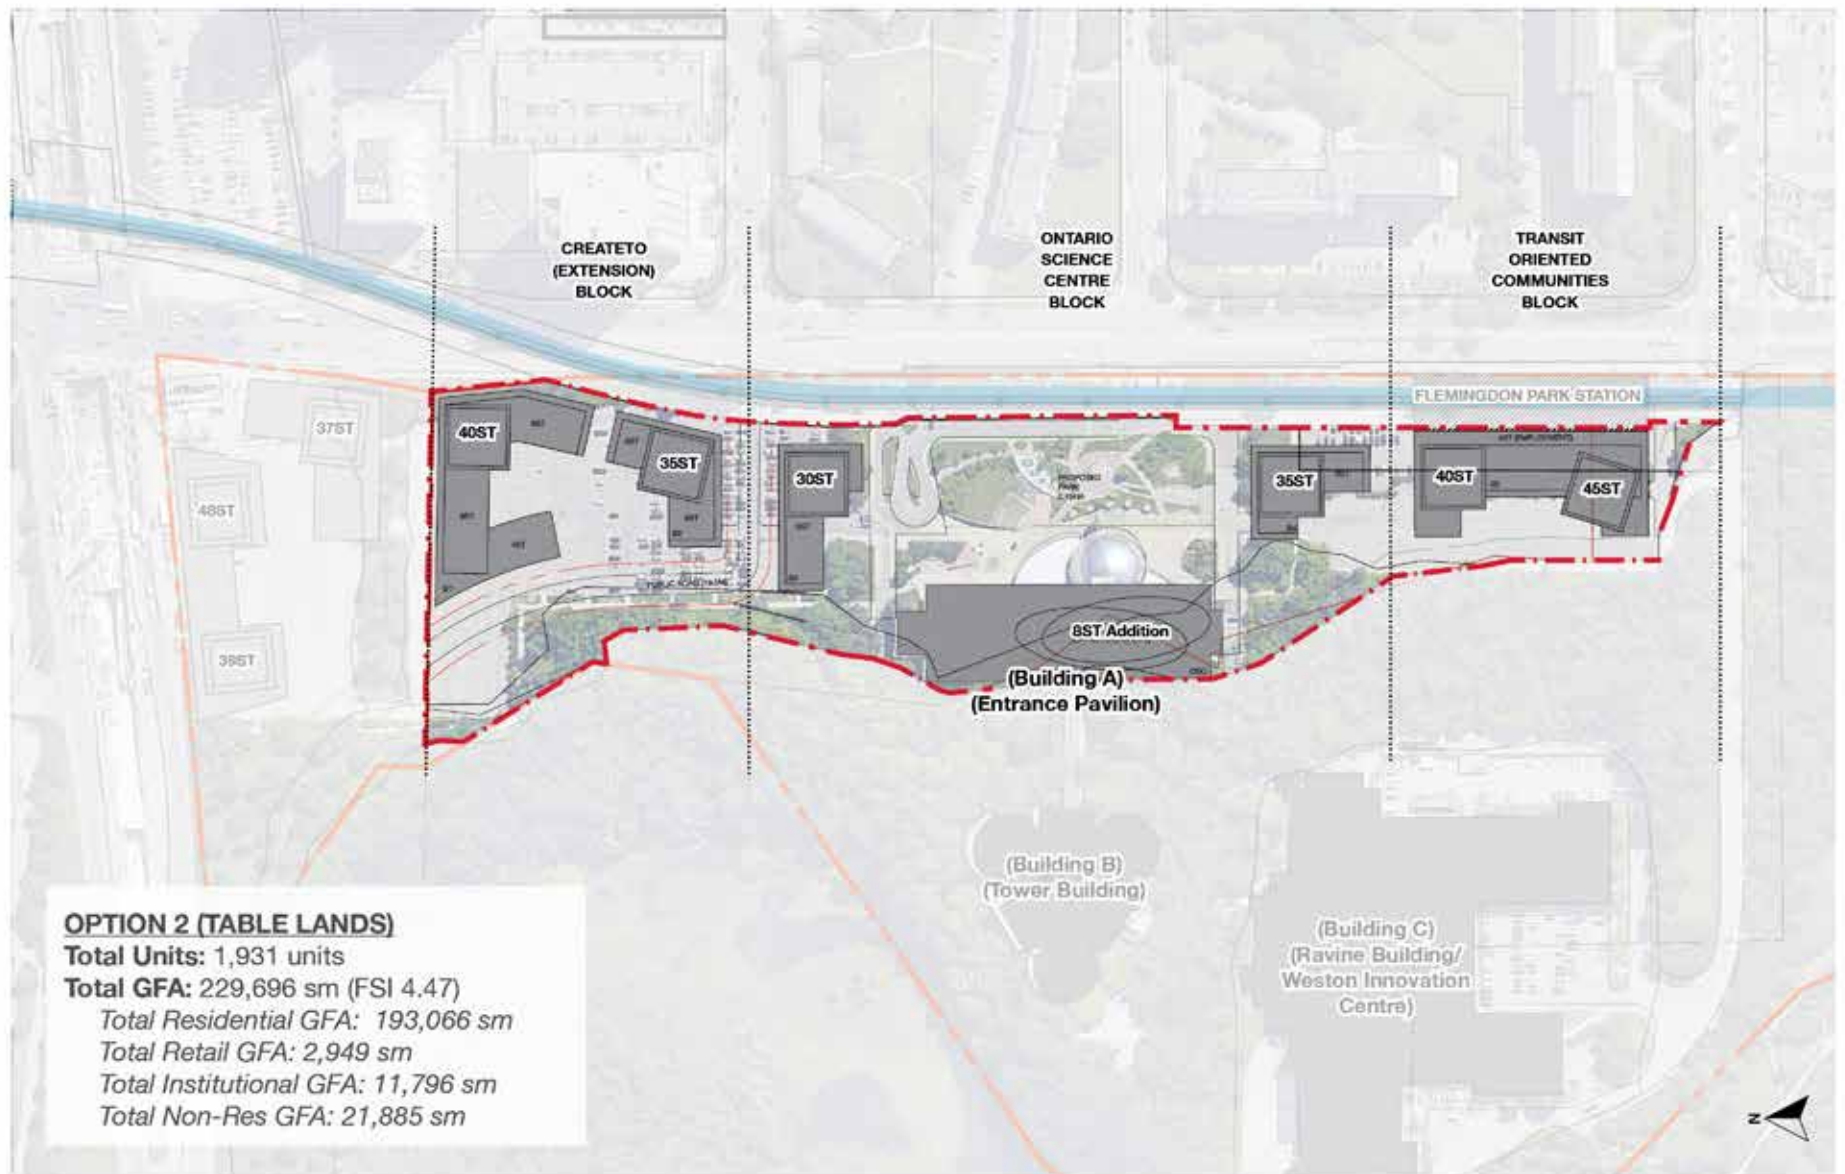 CREATETO
(EXTENSION)
BLOCK
ONTARIO
SCIENCE
CENTRE
BLOCK
TRANSIT
ORIENTED
COMMUNITIES
BLOCK
FLEMINGDON PARK STATION
37ST
40ST
35ST
30ST
35ST
40ST
45ST
48ST
39ST
PROPOSED
PARK
8ST Addition
(Building A)
(Entrance Pavilion)
(Building B)
(Tower Building)
(Building C)
(Ravine Building/
Weston Innovation
Centre)
OPTION 2 (TABLE LANDS)
Total Units: 1,931 units
Total GFA: 229,696 sm (FSI 4.47)
Total Residential GFA: 193,066 sm
Total Retail GFA: 2,949 sm
Total Institutional GFA: 11,796 sm
Total Non-Res GFA: 21,885 sm
N